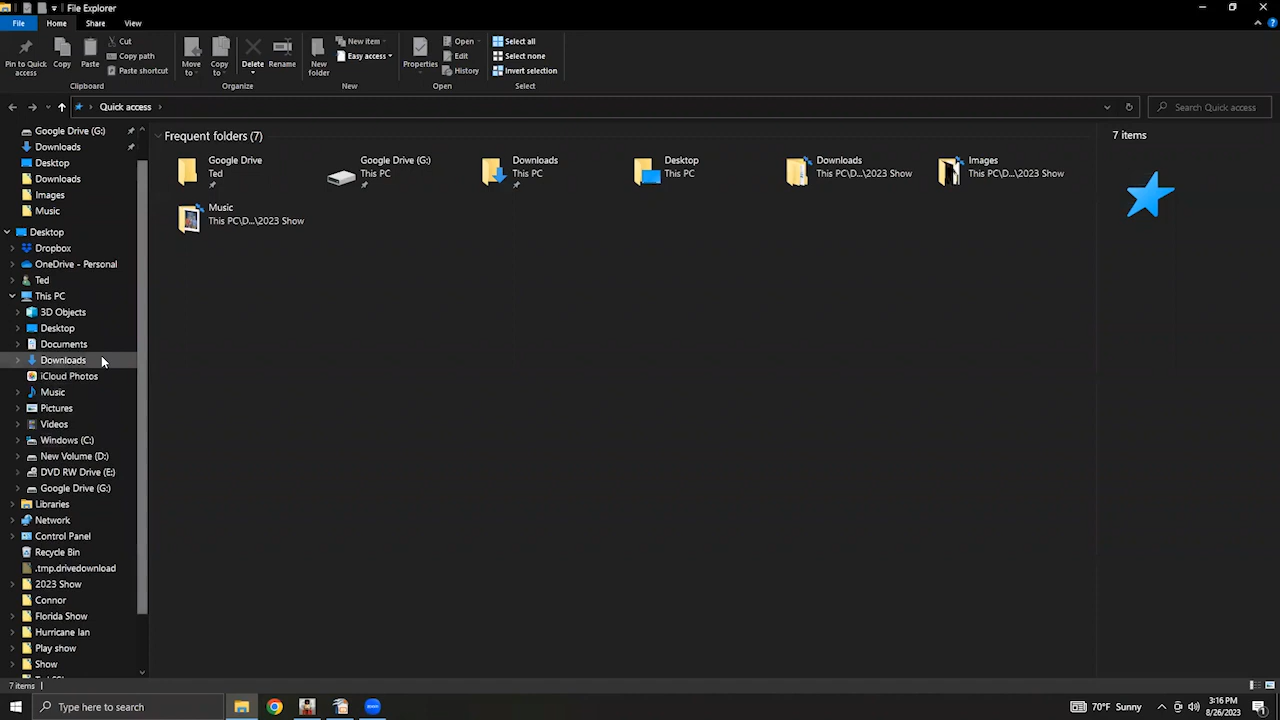 File Explorer
File Home Share View
Pin to Quick access
Copy
Paste
Cut
Copy path
Paste shortcut
Clipboard
Move to
Copy to
Delete
Rename
Organize
New folder
New item
Easy access
New
Properties
Open
Edit
History
Open
Select all
Select none
Invert selection
Select
Quick access
Search Quick access
Google Drive (G:)
Downloads
Desktop
Downloads
Images
Music
Desktop
Dropbox
OneDrive - Personal
Ted
This PC
3D Objects
Desktop
Documents
Downloads
iCloud Photos
Music
Pictures
Videos
Windows (C:)
New Volume (D:)
DVD RW Drive (E:)
Google Drive (G:)
Libraries
Network
Control Panel
Recycle Bin
.tmp.drivedownload
2023 Show
Connor
Florida Show
Hurricane Ian
Play show
Show
Frequent folders (7)
Google Drive
Ted
Google Drive (G:)
This PC
Downloads
This PC
Desktop
This PC
Downloads
This PC\D...\2023 Show
Images
This PC\D...\2023 Show
Music
This PC\D...\2023 Show
7 items
7 items
Type here to search
70°F Sunny
3:16 PM
8/26/2023